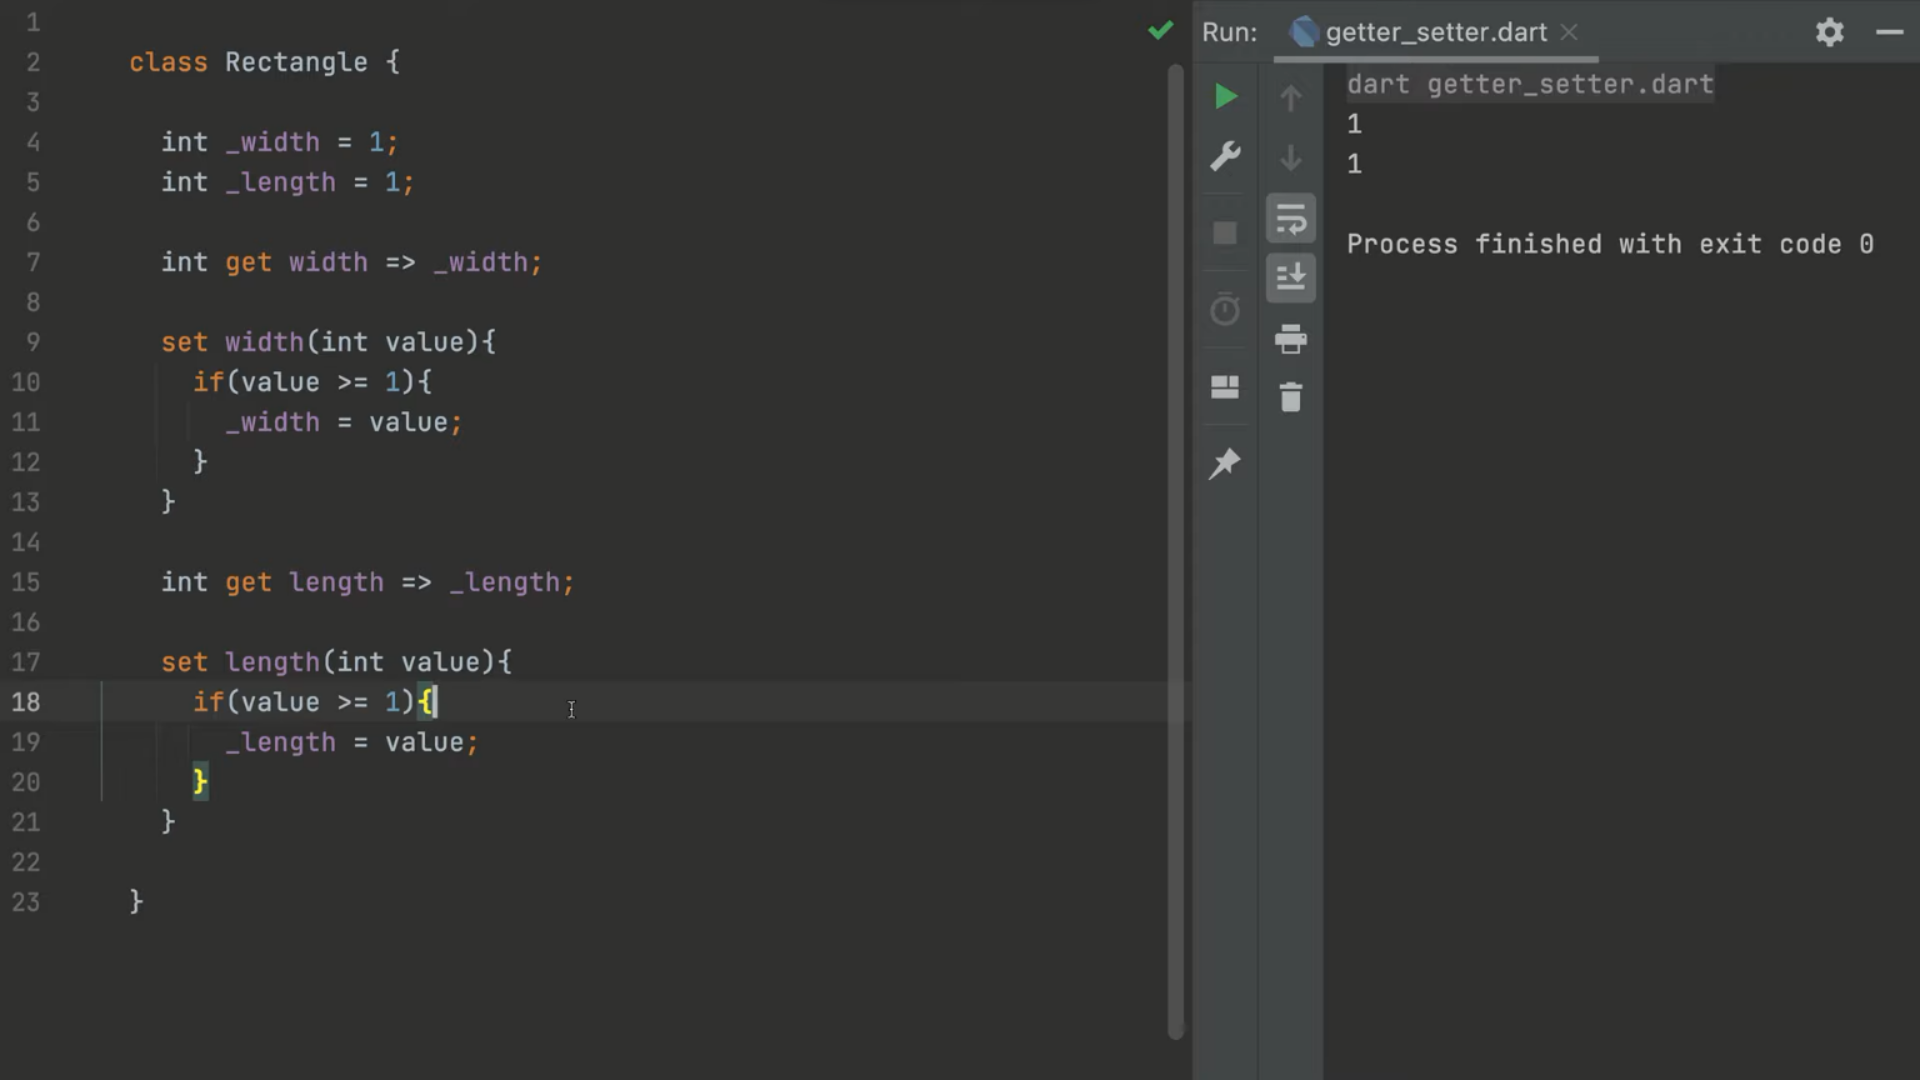 1
2 class Rectangle {
3
4 int _width = 1;
5 int _length = 1;
6
7 int get width => _width;
8
9 set width(int value){
10 if(value >= 1){
11 _width = value;
12 }
13 }
14
15 int get length => _length;
16
17 set length(int value){
18 if(value >= 1){
19 _length = value;
20 }
21 }
22
23 }
Run: getter_setter.dart
dart getter_setter.dart
1
1
Process finished with exit code 0